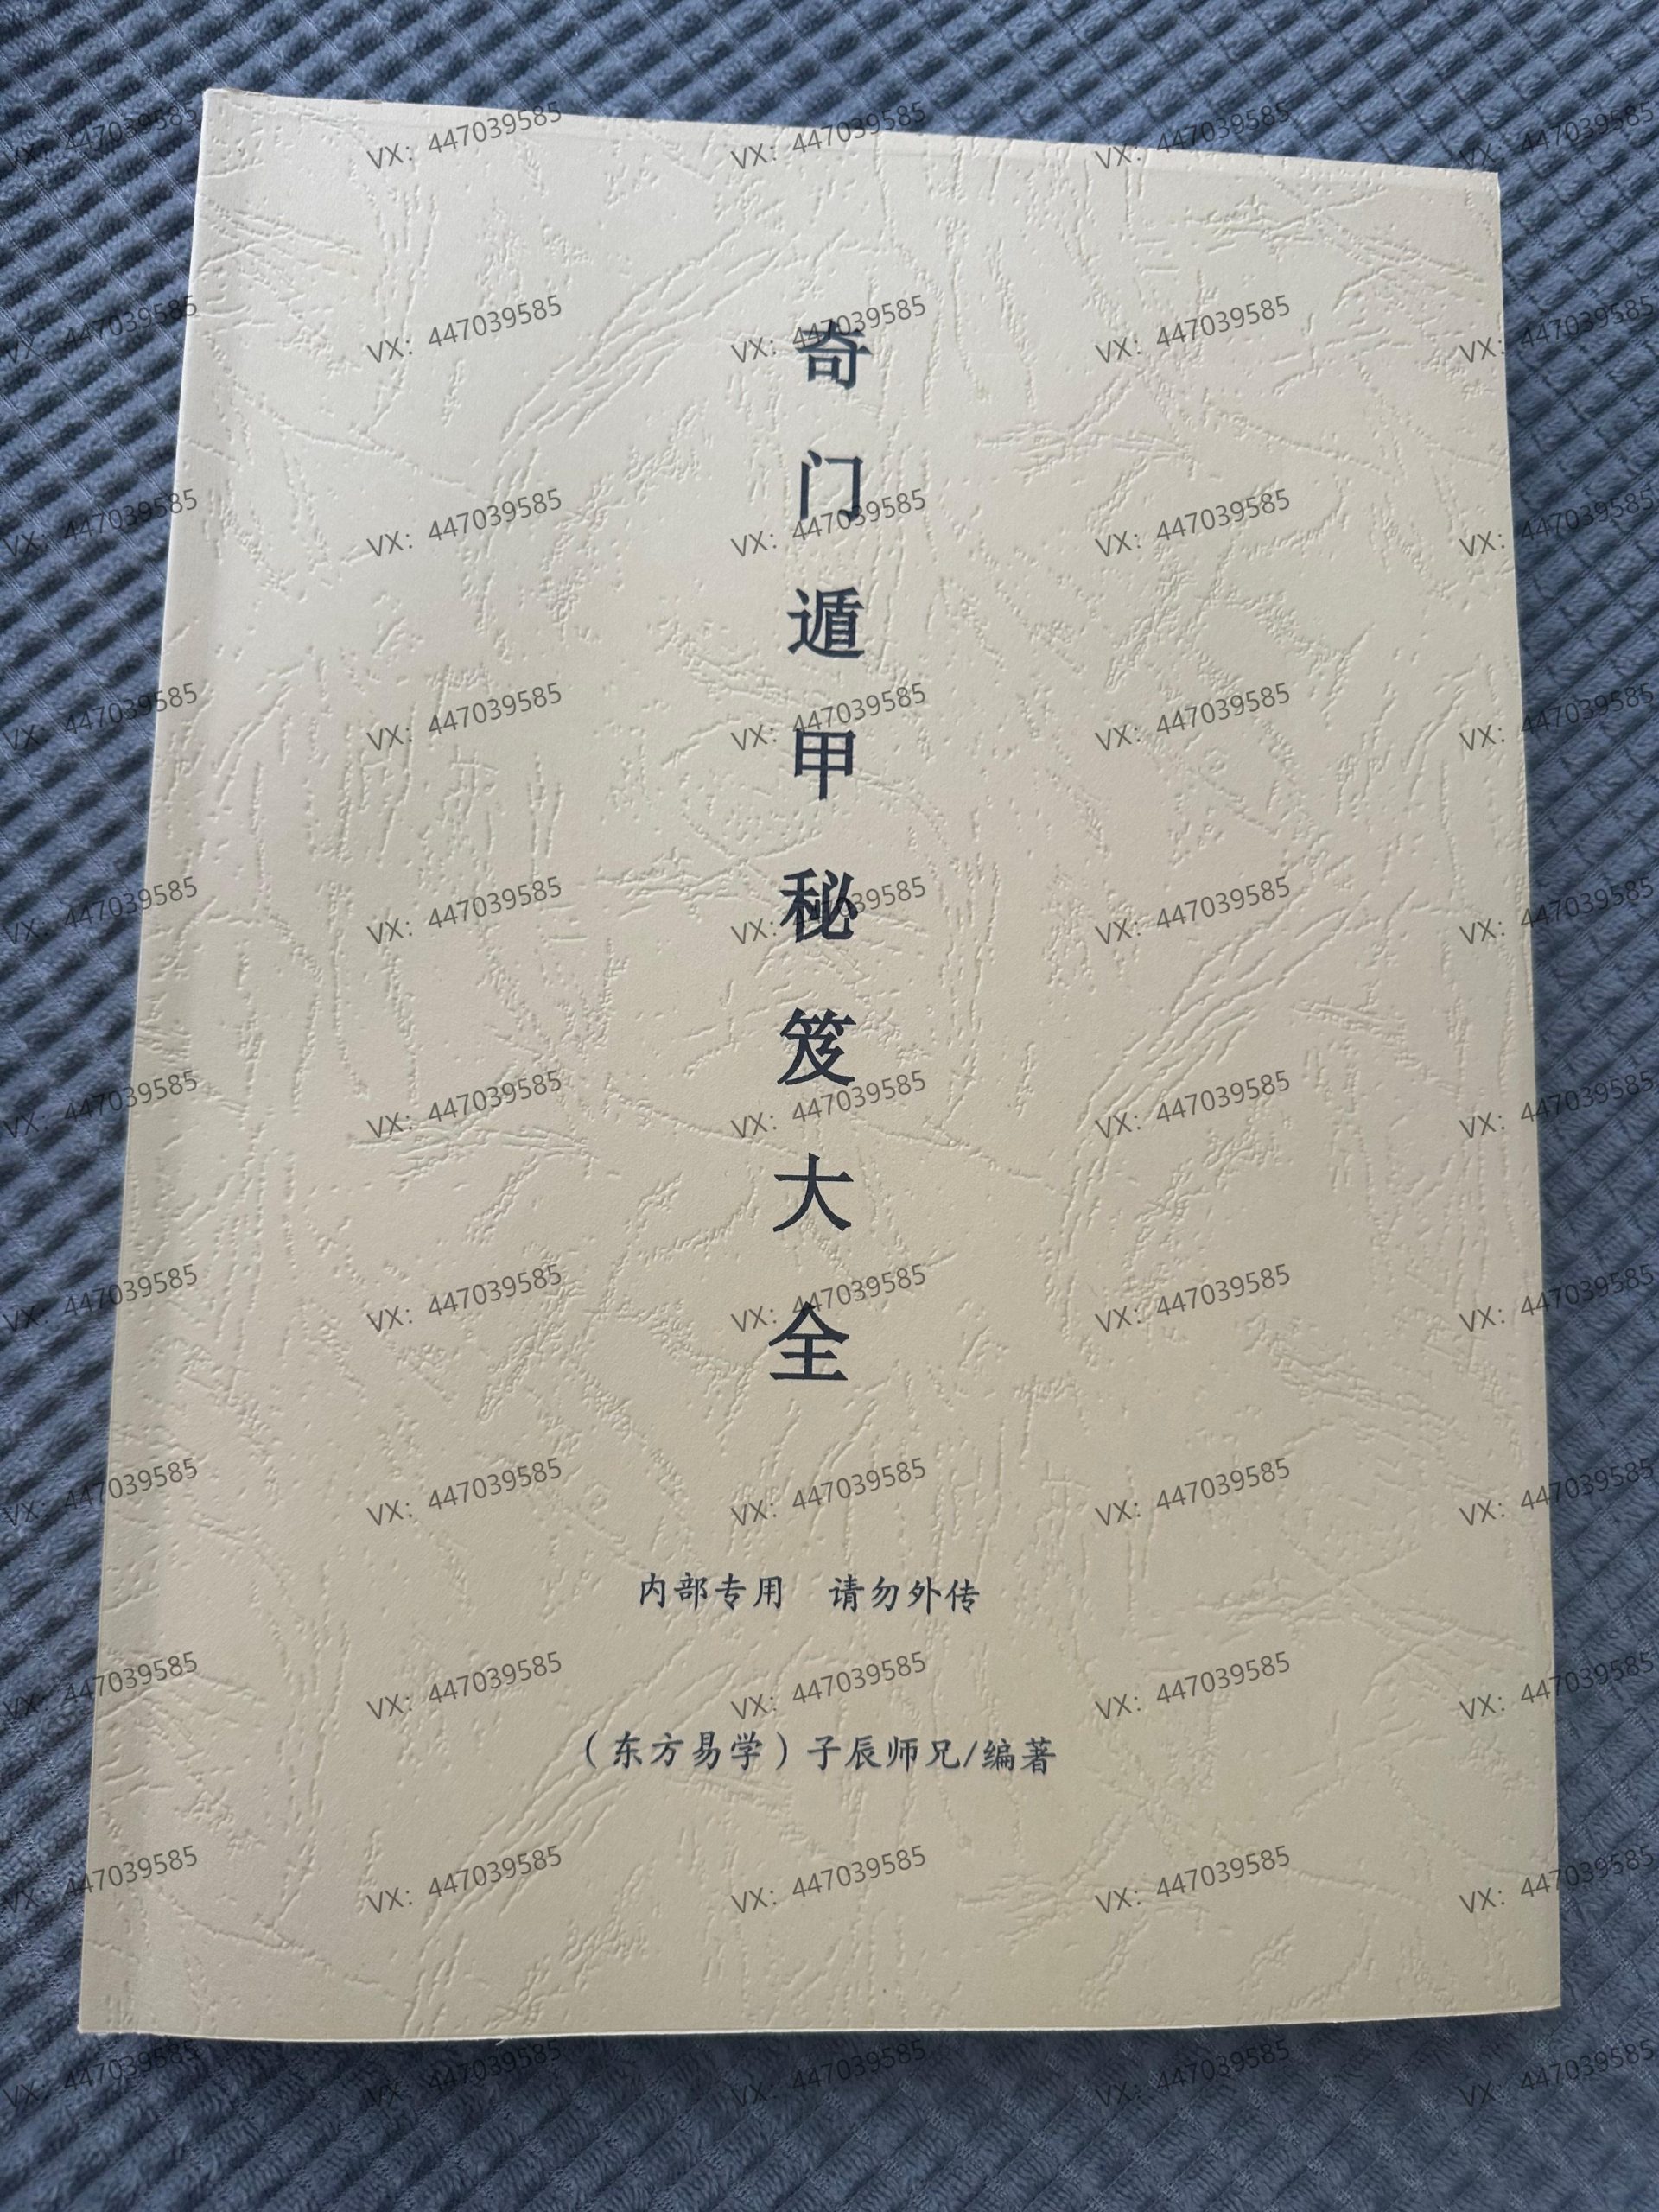 奇门遁甲秘笈大全
内部专用 请勿外传
（东方易学）子辰师兄/编著
VX：447039585